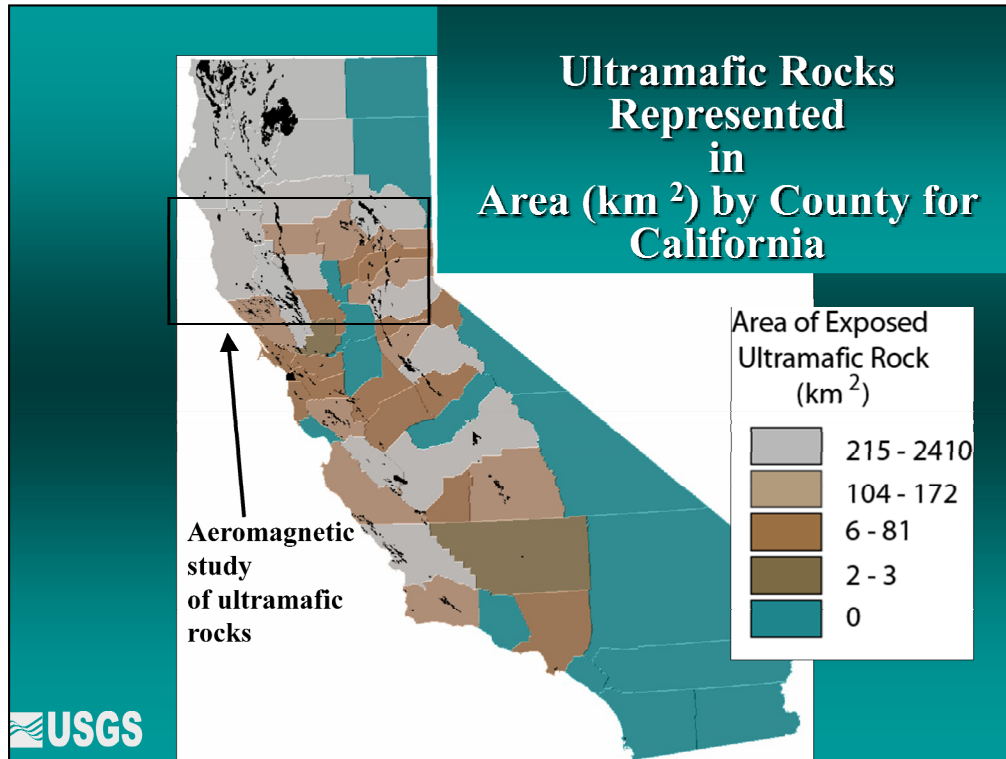 Ultramafic Rocks
Represented
in
Area (km ²) by County for
California
Area of Exposed
Ultramafic Rock
(km ²)
215 - 2410
104 - 172
6 - 81
2 - 3
0
Aeromagnetic
study
of ultramafic
rocks
USGS